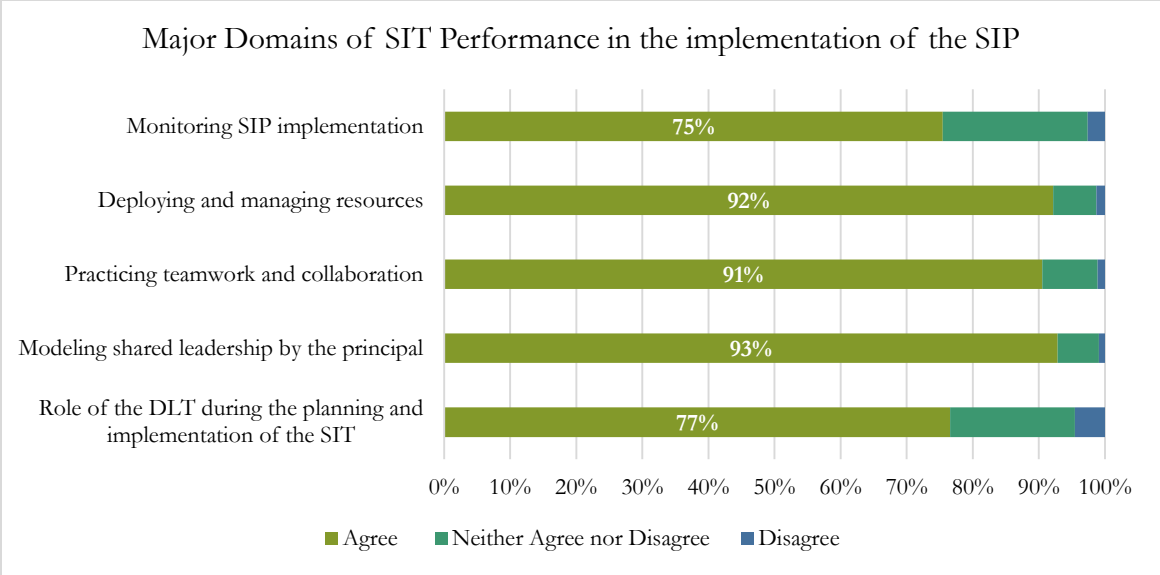 Major Domains of SIT Performance in the implementation of the SIP
Monitoring SIP implementation
75%
Deploying and managing resources
92%
Practicing teamwork and collaboration
91%
Modeling shared leadership by the principal
93%
Role of the DLT during the planning and
implementation of the SIT
77%
0% 10% 20% 30% 40% 50% 60% 70% 80% 90% 100%
Agree Neither Agree nor Disagree Disagree